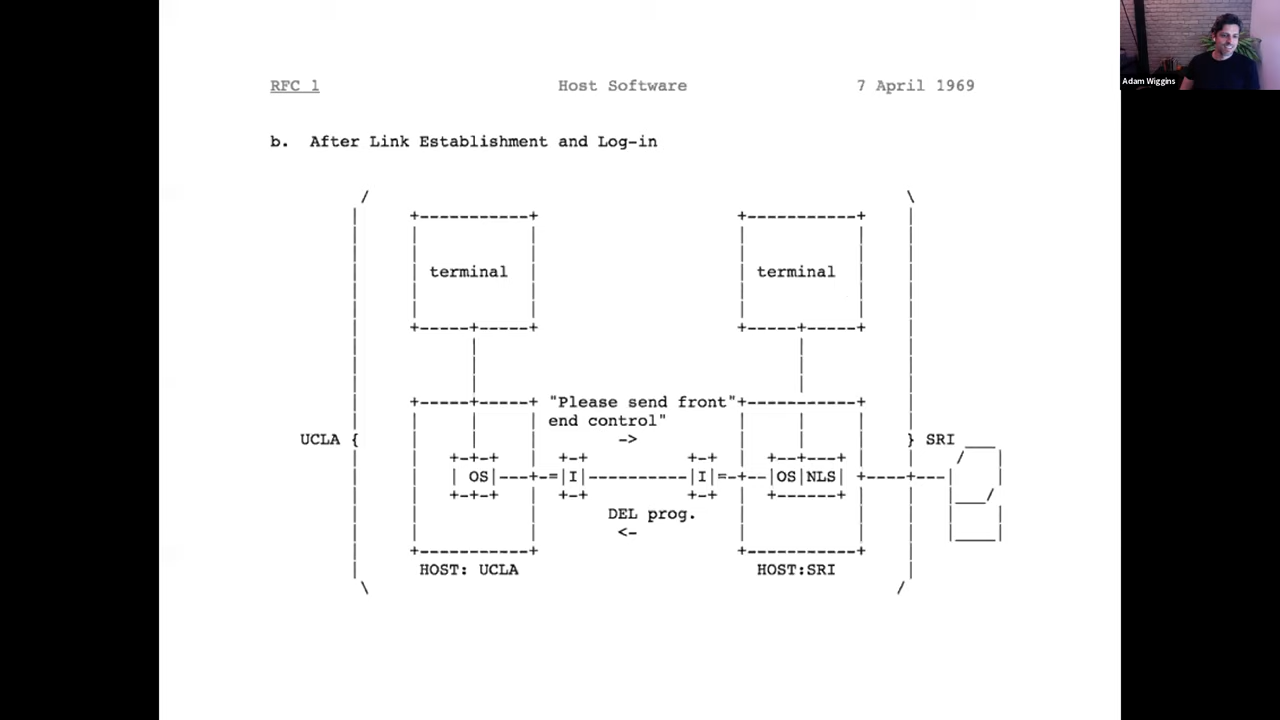 RFC 1 Host Software 7 April 1969
Adam Wiggins
b. After Link Establishment and Log-in
terminal terminal
"Please send front"
end control"
UCLA { -> } SRI
OS I I OS|NLS
DEL prog.
<-
HOST: UCLA HOST:SRI